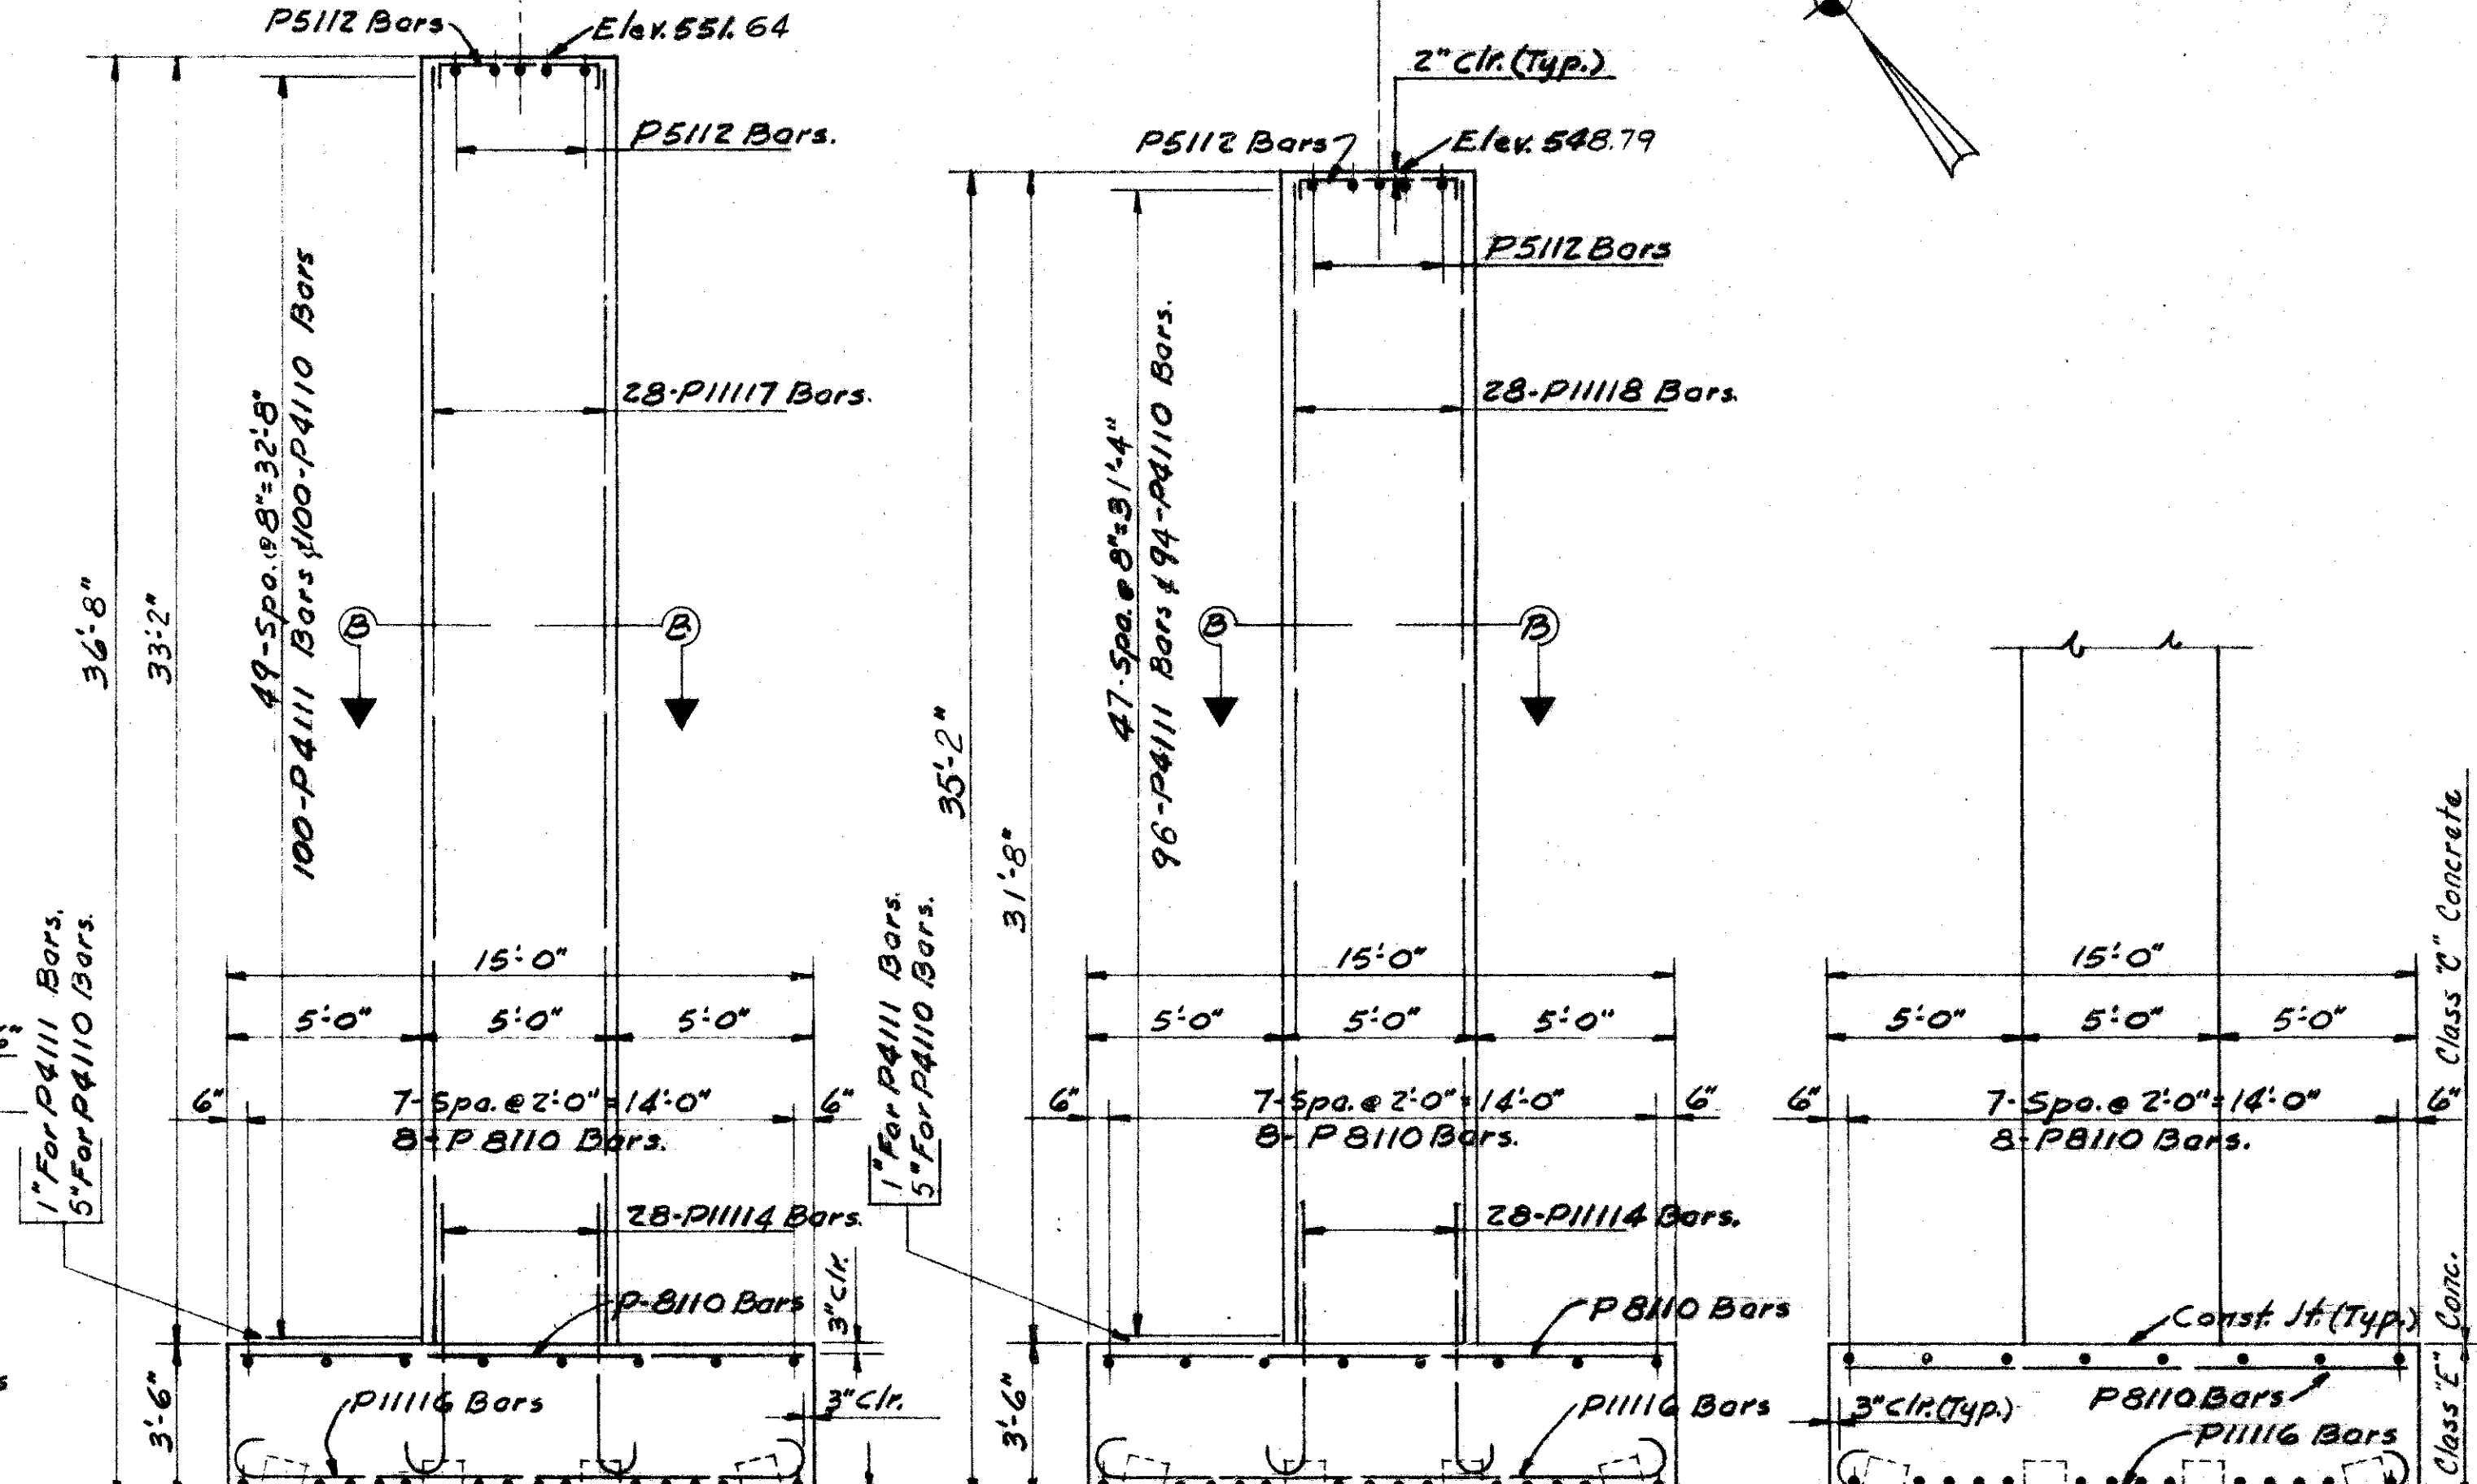 P5112 Bars
Elev. 551.64
P5112 Bars.
36'-8"
33'-2"
49-Spa.@8"=32'-8"
100-P4111 Bars & 100-P4110 Bars
28-P11117 Bars.
B
B
1" For P4111 Bars.
5" For P4110 Bars.
15'-0"
5'-0"
5'-0"
5'-0"
6"
7-Spa.@ 2'-0"=14'-0"
6"
8-P8110 Bars.
28-P11114 Bars.
3" Clr.
P-8110 Bars
3'-6"
P11116 Bars
3" Clr.
2" Clr.(Typ.)
P5112 Bars
Elev. 548.79
P5112 Bars
35'-2"
31'-8"
47-Spa.@8"=31'-4"
96-P4111 Bars & 94-P4110 Bars.
28-P11118 Bars.
B
B
1" For P4111 Bars.
5" For P4110 Bars.
15'-0"
5'-0"
5'-0"
5'-0"
6"
7-Spa.@ 2'-0"=14'-0"
6"
8-P8110 Bars.
28-P11114 Bars.
P8110 Bars
3'-6"
P11116 Bars
15'-0"
5'-0"
5'-0"
5'-0"
6"
7-Spa.@ 2'-0"=14'-0"
6"
8-P8110 Bars.
Const. Jt.(Typ.)
3" Clr.(Typ.)
P8110 Bars
P11116 Bars
Class "C" Concrete
Class "E" Conc.